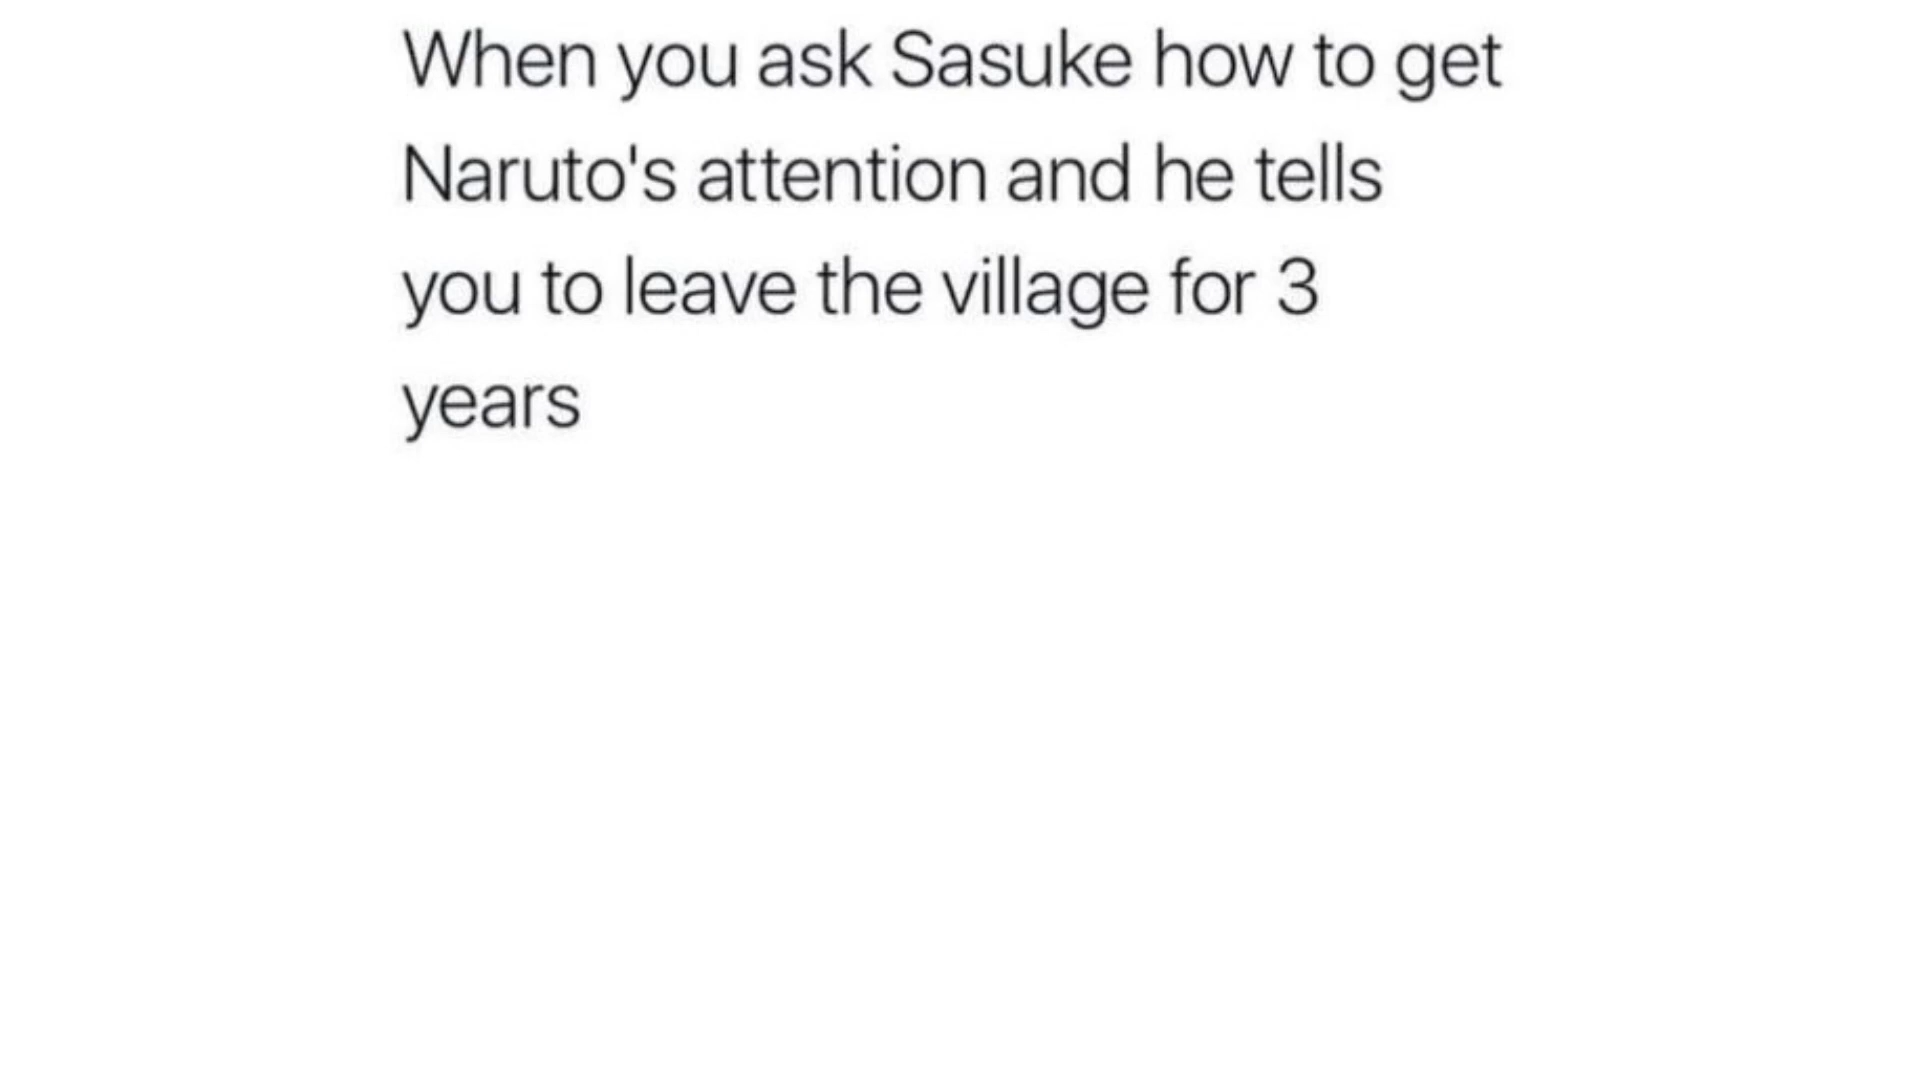 When you ask Sasuke how to get
Naruto's attention and he tells
you to leave the village for 3
years